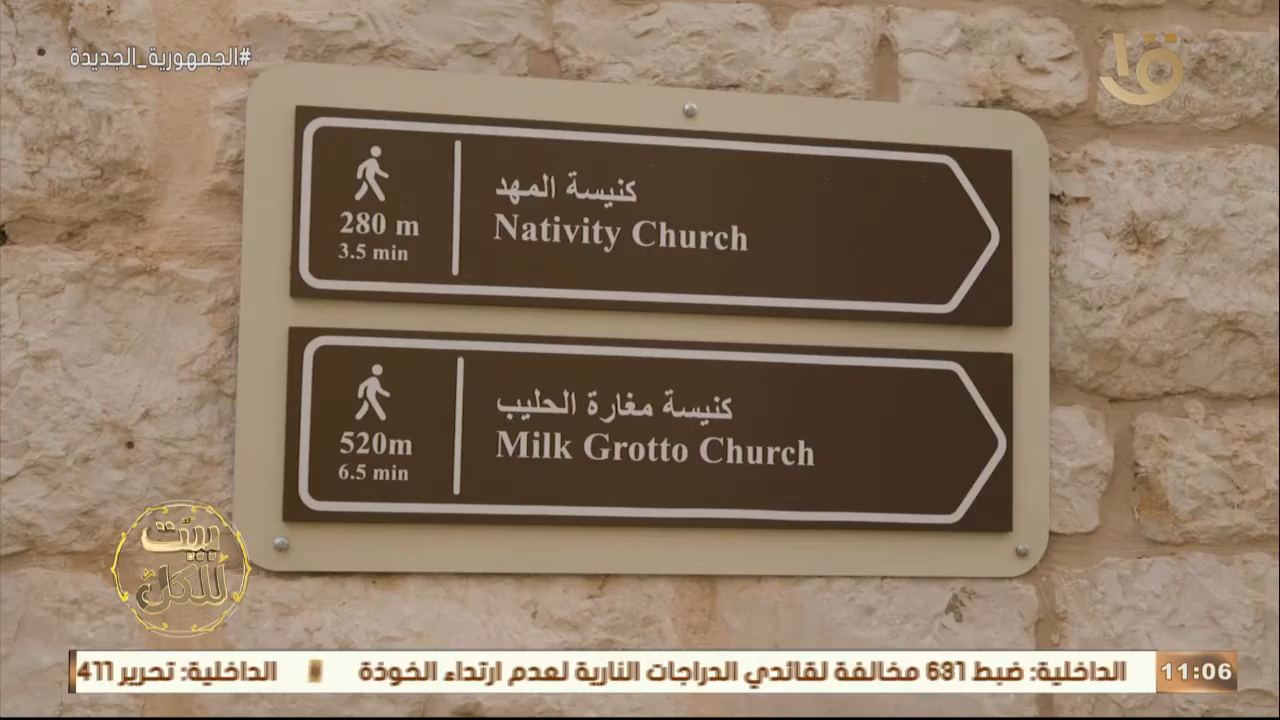 #الجمهورية_الجديدة
280 m
3.5 min
كنيسة المهد
Nativity Church
520m
6.5 min
كنيسة مغارة الحليب
Milk Grotto Church
بيت
للكل
11:06
الداخلية: ضبط 631 مخالفة لقائدي الدراجات النارية لعدم ارتداء الخوذة
الداخلية: تحرير 411